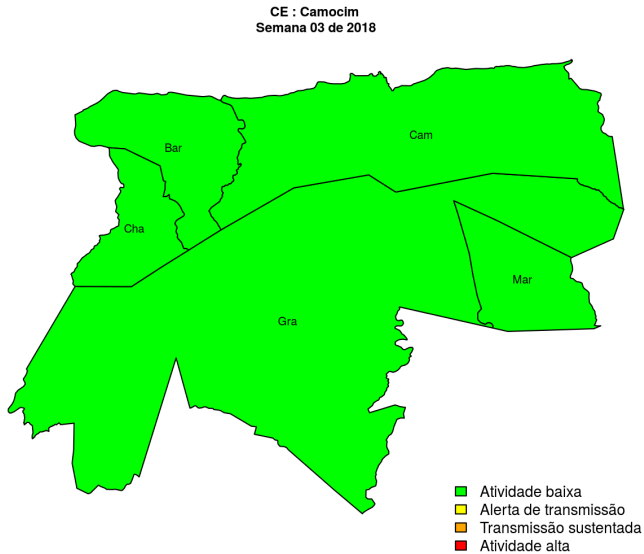 CE : Camocim
Semana 03 de 2018
Bar
Cam
Cha
Mar
Gra
Atividade baixa
Alerta de transmissão
Transmissão sustentada
Atividade alta